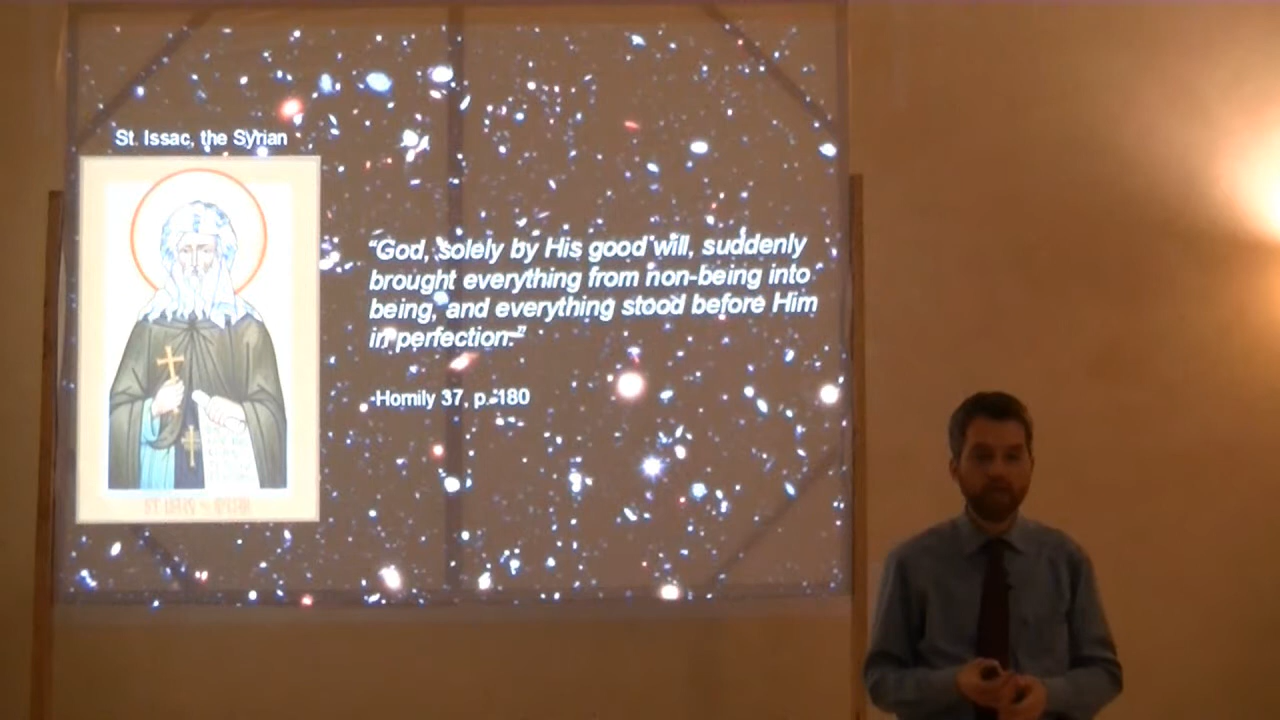 St. Issac, the Syrian
“God, solely by His good will, suddenly
brought everything from non-being into
being, and everything stood before Him
in perfection.”
-Homily 37, p. 180